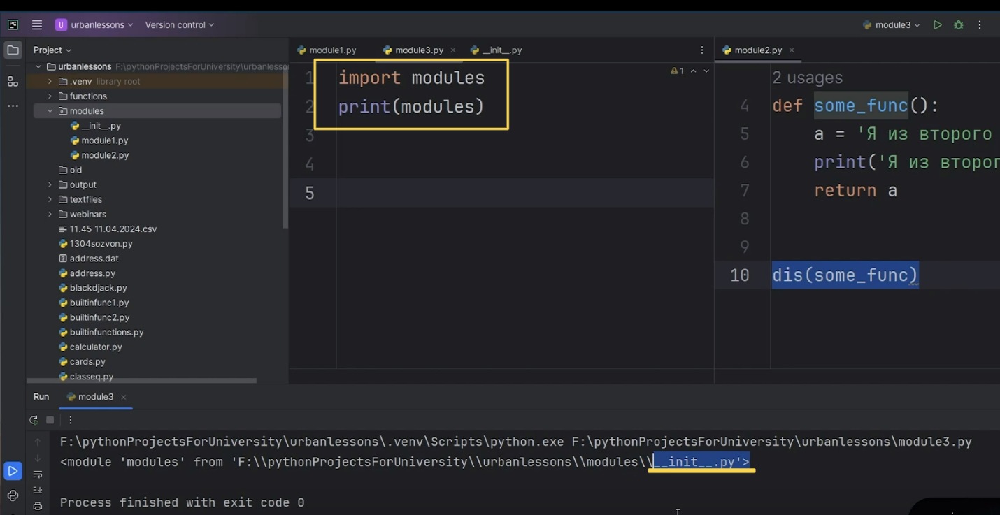 PC
U urbanlessons Version control module3
Project
urbanlessons F:\pythonProjectsForUniversity\urbanlesso
.venv library root
functions
modules
__init__.py
module1.py
module2.py
old
output
textfiles
webinars
11.45 11.04.2024.csv
1304sozvon.py
address.dat
address.py
blackdjack.py
builtinfunc1.py
builtinfunc2.py
builtinfunctions.py
calculator.py
cards.py
classeq.py
module1.py module3.py __init__.py
1 import modules
2 print(modules)
3
4
5
1
module2.py
2 usages
4 def some_func():
5 a = 'Я из второго
6 print('Я из второг
7 return a
8
9
10 dis(some_func)
Run module3
F:\pythonProjectsForUniversity\urbanlessons\.venv\Scripts\python.exe F:\pythonProjectsForUniversity\urbanlessons\module3.py
<module 'modules' from 'F:\\pythonProjectsForUniversity\\urbanlessons\\modules\\__init__.py'>
Process finished with exit code 0